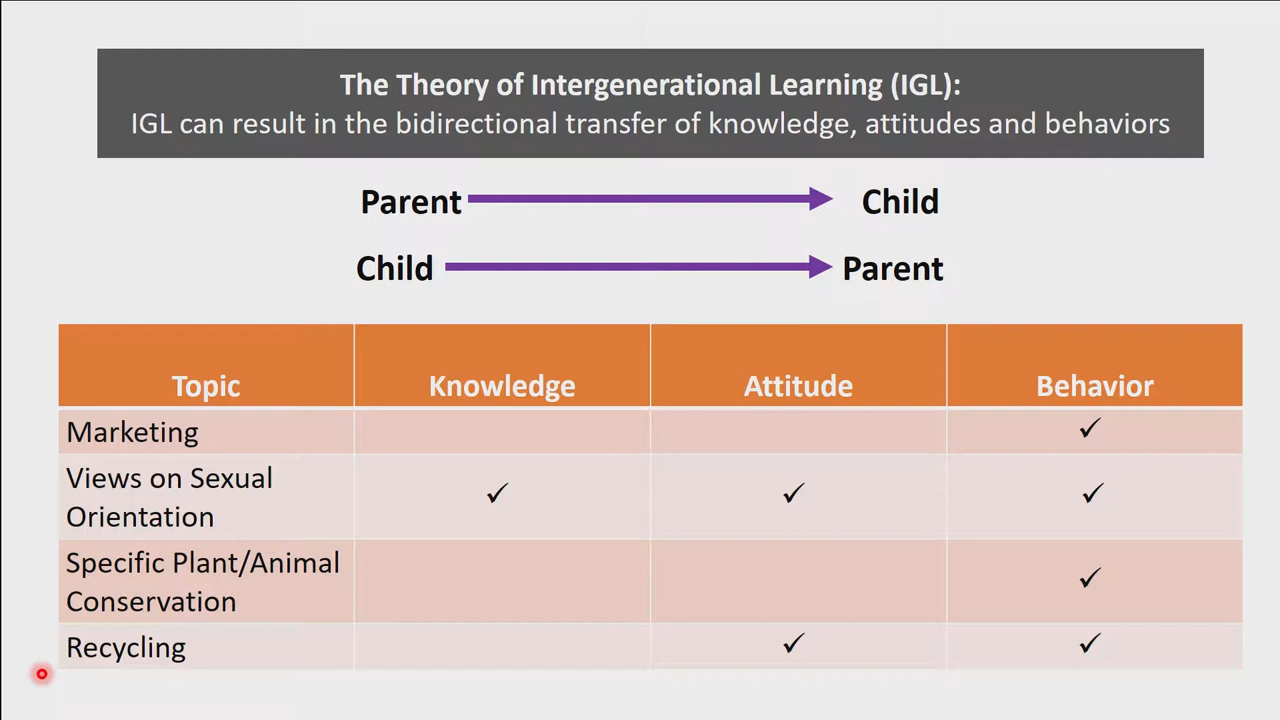 The Theory of Intergenerational Learning (IGL):
IGL can result in the bidirectional transfer of knowledge, attitudes and behaviors
Parent Child
Child Parent
Topic Knowledge Attitude Behavior
Marketing ✓
Views on Sexual
Orientation ✓ ✓ ✓
Specific Plant/Animal
Conservation ✓
Recycling ✓ ✓